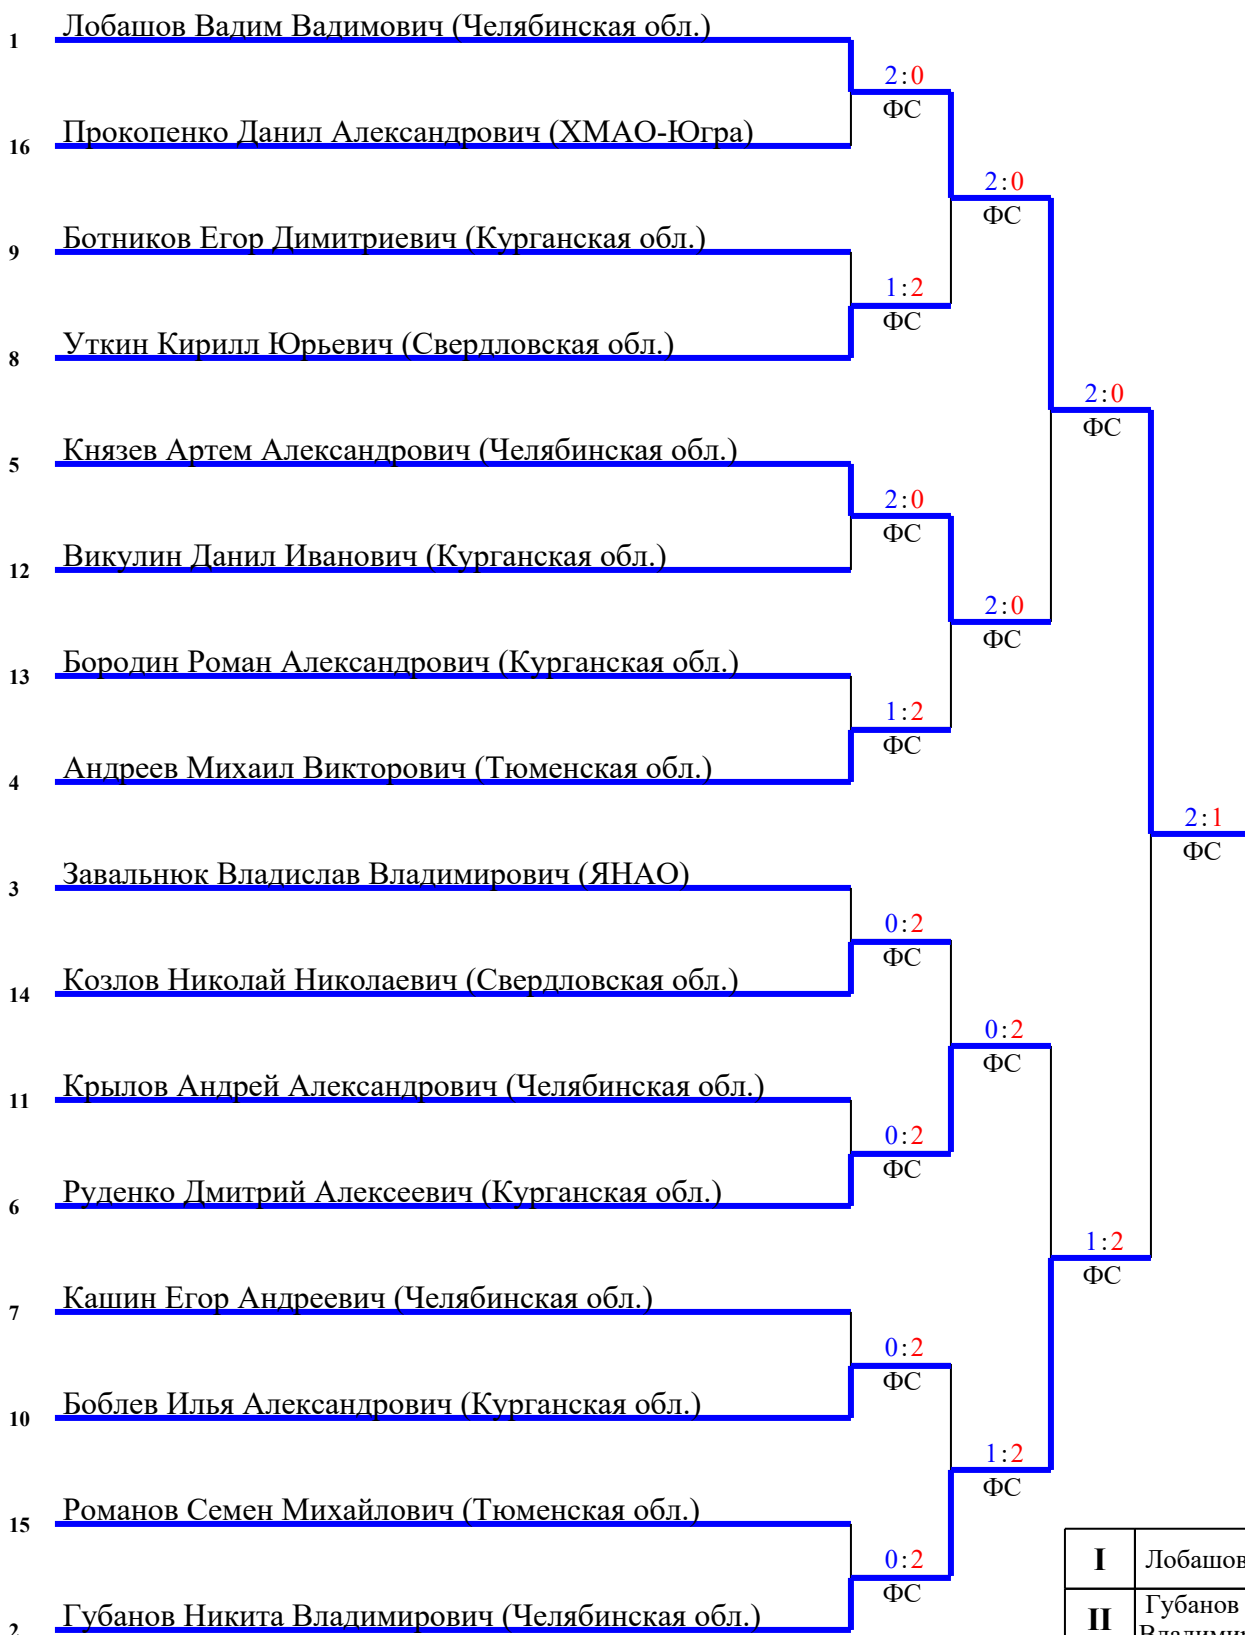 1 Лобашов Вадим Вадимович (Челябинская обл.)
2:0
ФС
16 Прокопенко Данил Александрович (ХМАО-Югра)
2:0
ФС
9 Ботников Егор Димитриевич (Курганская обл.)
1:2
ФС
8 Уткин Кирилл Юрьевич (Свердловская обл.)
2:0
ФС
5 Князев Артем Александрович (Челябинская обл.)
2:0
ФС
12 Викулин Данил Иванович (Курганская обл.)
2:0
ФС
13 Бородин Роман Александрович (Курганская обл.)
1:2
ФС
4 Андреев Михаил Викторович (Тюменская обл.)
2:1
ФС
3 Завальнюк Владислав Владимирович (ЯНАО)
0:2
ФС
14 Козлов Николай Николаевич (Свердловская обл.)
0:2
ФС
11 Крылов Андрей Александрович (Челябинская обл.)
0:2
ФС
6 Руденко Дмитрий Алексеевич (Курганская обл.)
1:2
ФС
7 Кашин Егор Андреевич (Челябинская обл.)
0:2
ФС
10 Боблев Илья Александрович (Курганская обл.)
1:2
ФС
15 Романов Семен Михайлович (Тюменская обл.)
0:2
ФС
2 Губанов Никита Владимирович (Челябинская обл.)
I Лобашов
II Губанов
Владимир